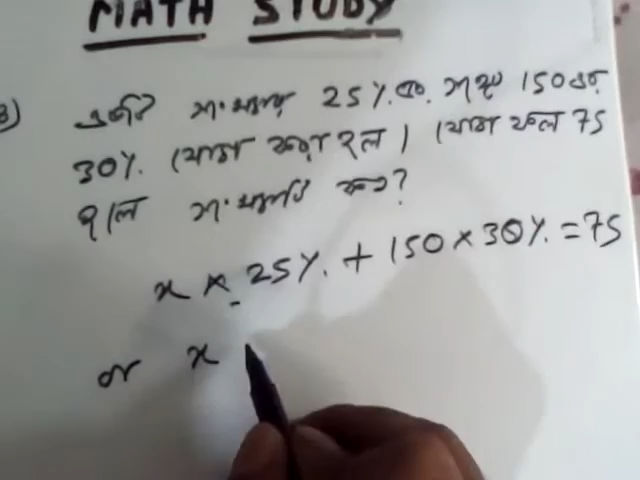 MATH STUDY
3) একটি সংখ্যার 25%এর সঙ্গে 150এর
30% যোগ করা হল। যোগ ফল 75
হলে সংখ্যাটি কত?
x × 25% + 150 × 30% = 75
or x